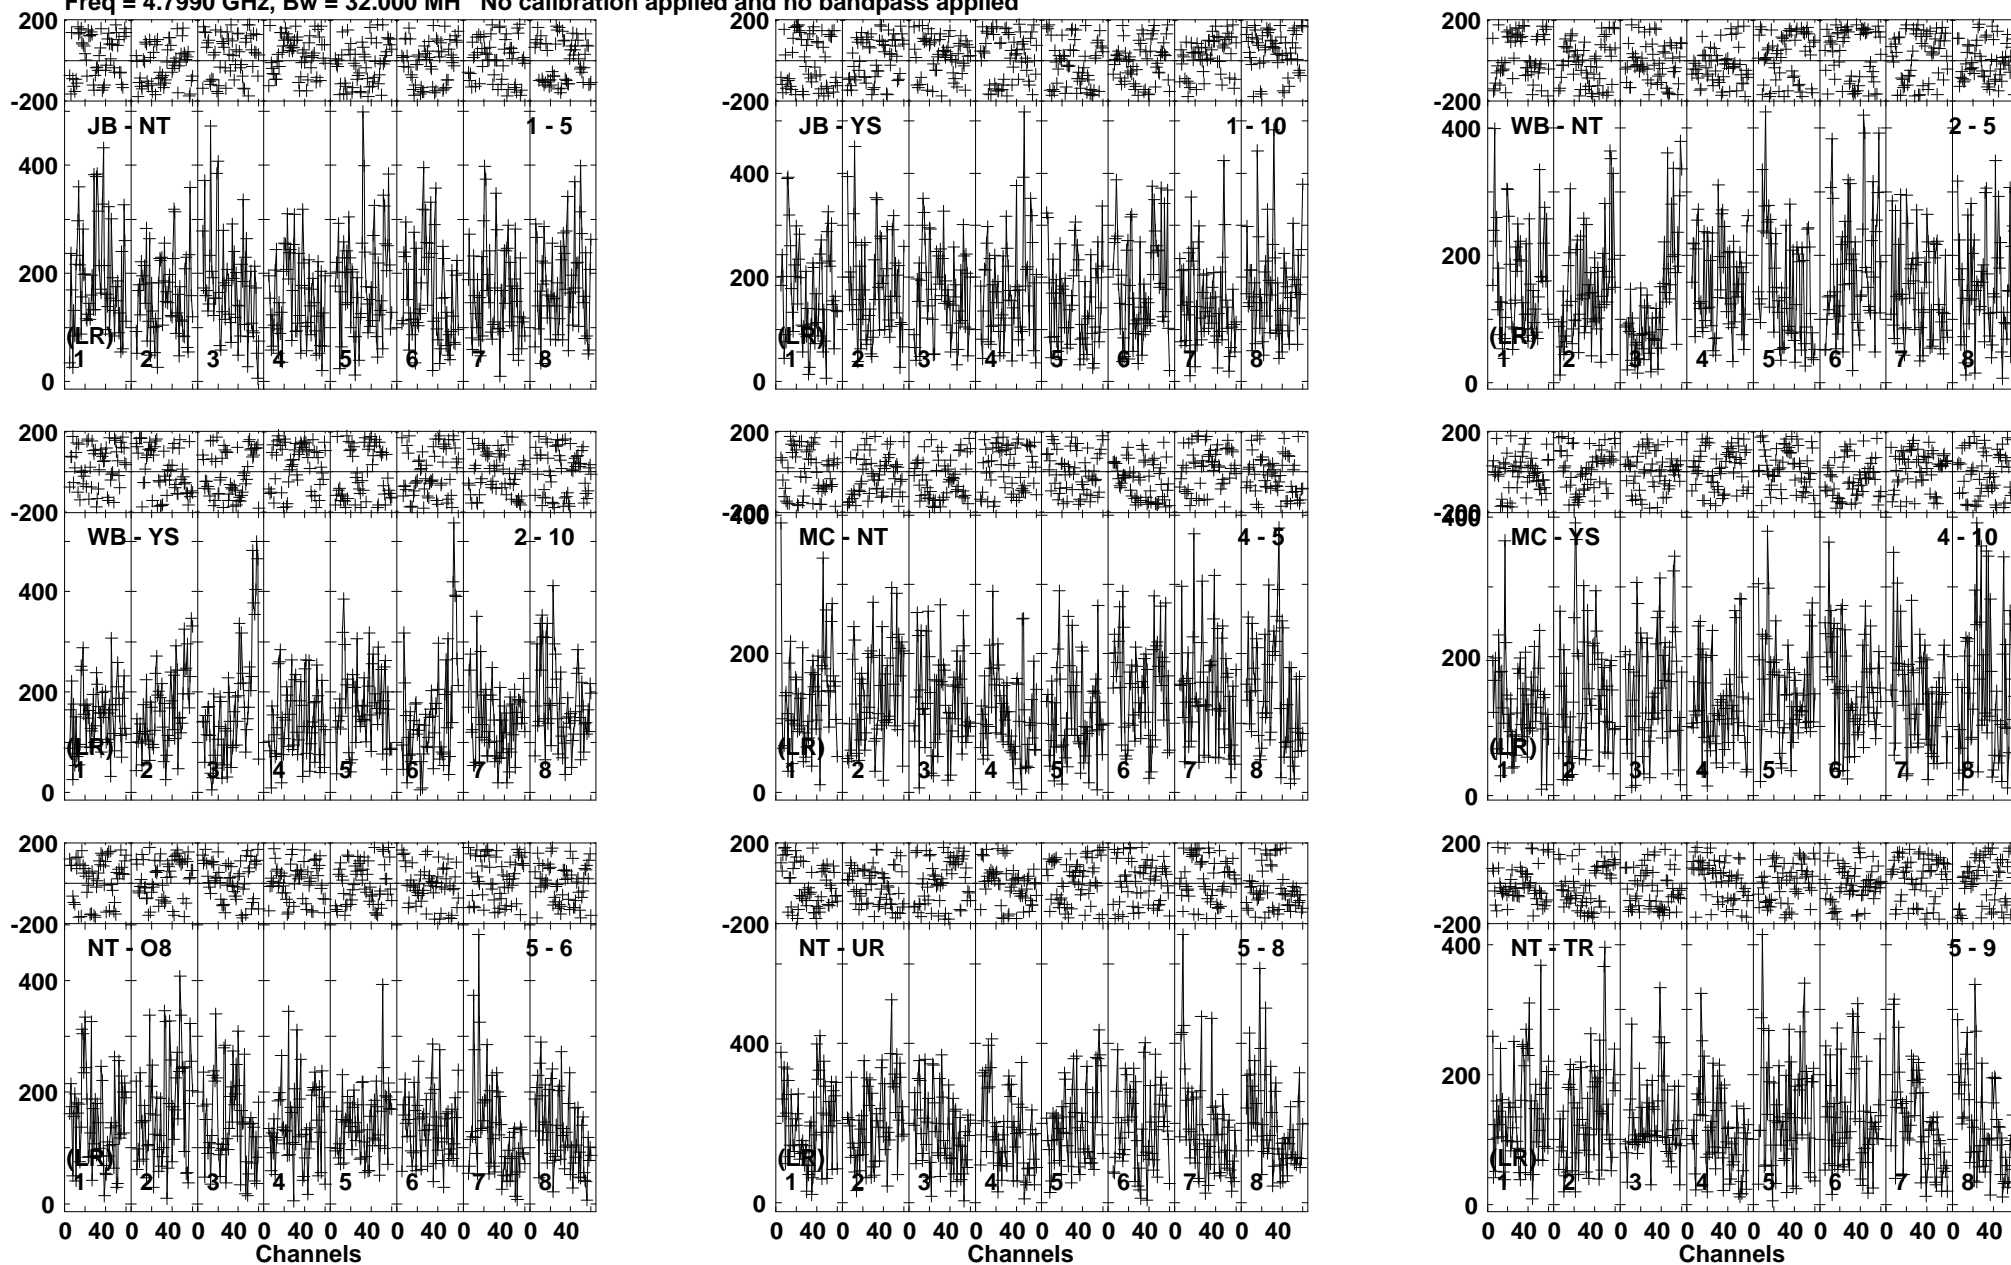 Freq = 4.7990 GHz, Bw = 32.000 MH No calibration applied and no bandpass applied
200 200 200
-200 -200 -200
JB - NT 1 - 5 JB - YS 1 - 10 WB - NT 2 - 5
400 400 400
200 200 200
(LR) (LR) (LR)
1 2 3 4 5 6 7 8 1 2 3 4 5 6 7 8 1 2 3 4 5 6 7 8
0 0 0
200 200 200
-200 -200 -200
400 400
WB - YS 2 - 10 MC - NT 4 - 5 MC - YS 4 - 10
400
200 200 200
(LR) (LR) (LR)
1 2 3 4 5 6 7 8 1 2 3 4 5 6 7 8 1 2 3 4 5 6 7 8
0 0 0
200 200 200
-200 -200 -200
NT - O8 5 - 6 NT - UR 5 - 8 NT - TR 5 - 9
400 400 400
200 200
(LR) (LR) (LR)
1 2 3 4 5 6 7 8 1 2 3 4 5 6 7 8 1 2 3 4 5 6 7 8
0 0 0
0 40 0 40 0 40 0 40 0 40 0 40 0 40 0 40 0 40 0 40 0 40 0 40 0 40 0 40 0 40 0 40 0 40 0 40 0 40 0 40 0 40 0 40 0 40 0 40
Channels Channels Channels